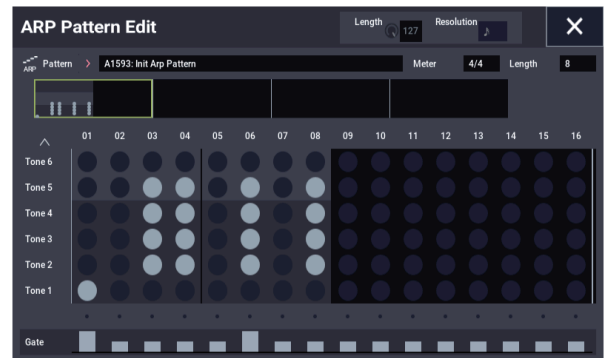 ARP Pattern Edit
Length 127 Resolution ♪
ARP Pattern > A1593: Init Arp Pattern Meter 4/4 Length 8
01 02 03 04 05 06 07 08 09 10 11 12 13 14 15 16
Tone 6
Tone 5
Tone 4
Tone 3
Tone 2
Tone 1
Gate